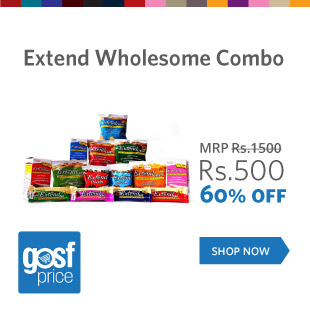 Extend Wholesome Combo
MRP Rs.1500
Rs.500
60% OFF
gosf
price
SHOP NOW